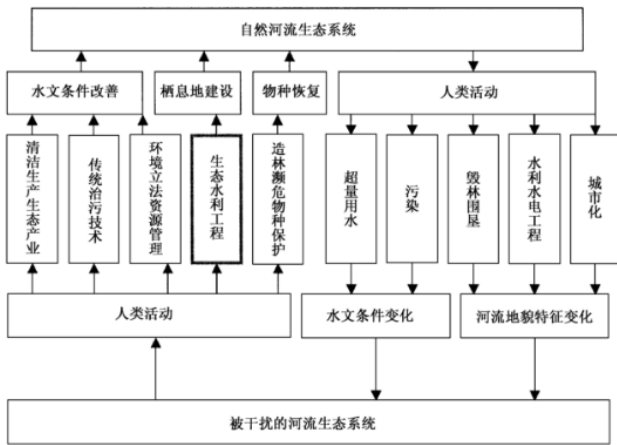 自然河流生态系统
水文条件改善
栖息地建设
物种恢复
人类活动
清洁生产生态产业
传统治污技术
环境立法资源管理
生态水利工程
造林濒危物种保护
超量用水
污染
毁林围垦
水利水电工程
城市化
人类活动
水文条件变化
河流地貌特征变化
被干扰的河流生态系统